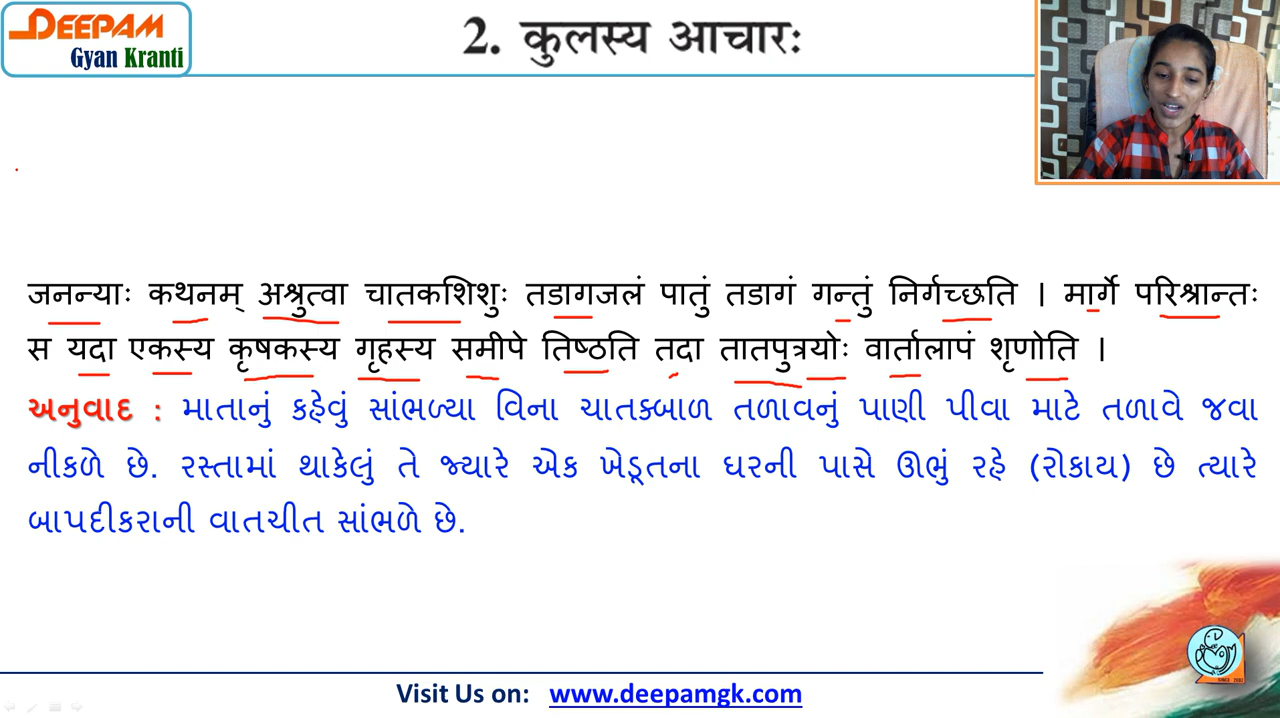 DEEPAM
Gyan Kranti
2. कुलस्य आचारः
जनन्याः कथनम् अश्रुत्वा चातकशिशुः तडागजलं पातुं तडागं गन्तुं निर्गच्छति । मार्गे परिश्रान्तः
स यदा एकस्य कृषकस्य गृहस्य समीपे तिष्ठति तदा तातपुत्रयोः वार्तालापं शृणोति ।
અનુવાદ : માતાનું કહેવું સાંભળ્યા વિના ચાતકબાળ તળાવનું પાણી પીવા માટે તળાવે જવા
નીકળે છે. રસ્તામાં થાકેલું તે જ્યારે એક ખેડૂતના ઘરની પાસે ઊભું રહે (રોકાય) છે ત્યારે
બાપદીકરાની વાતચીત સાંભળે છે.
SINCE 2002
Visit Us on: www.deepamgk.com